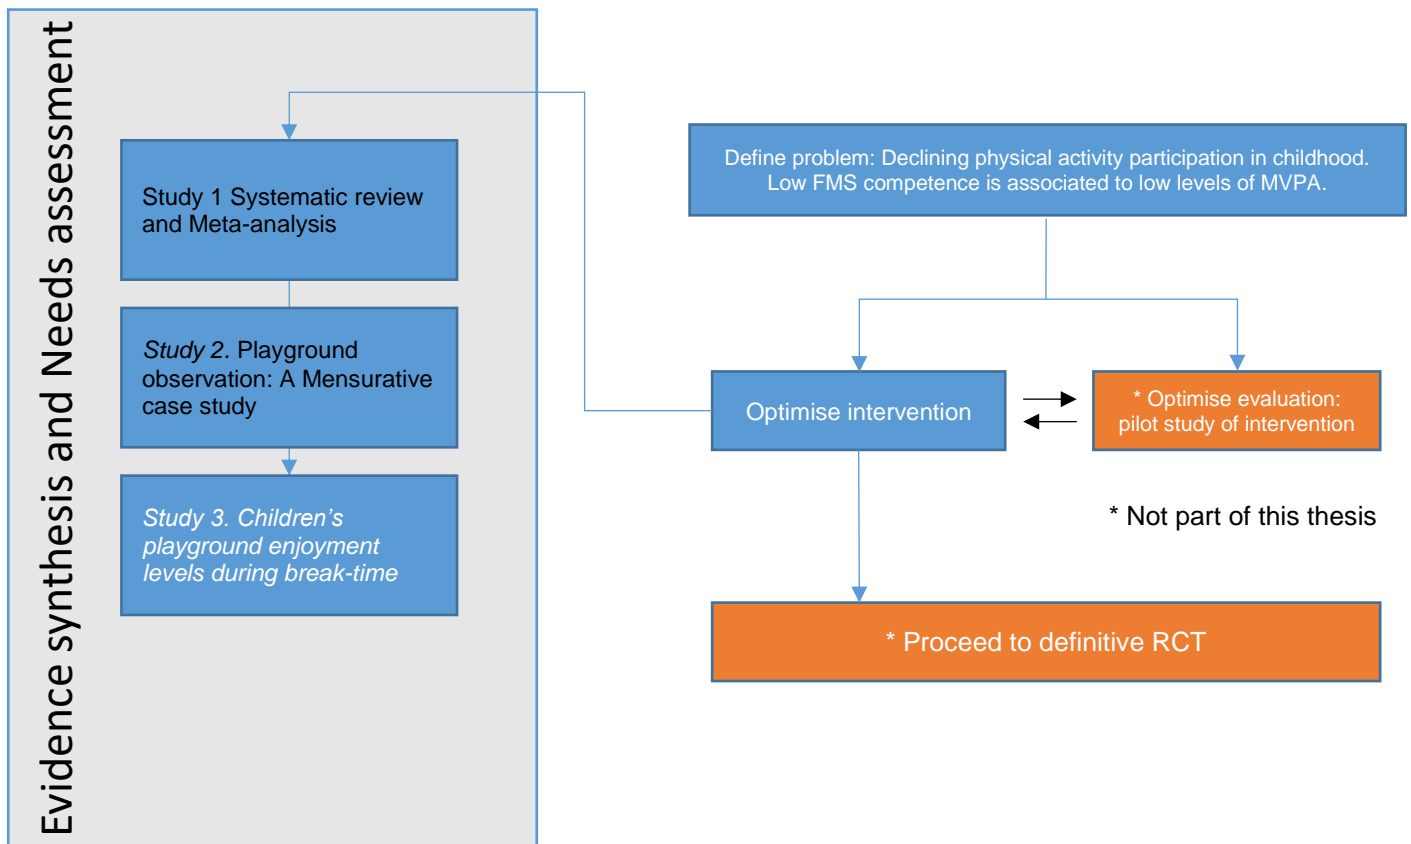 Evidence synthesis and Needs assessment
Study 1 Systematic review
and Meta-analysis
Study 2. Playground
observation: A Mensurative
case study
Study 3. Children’s
playground enjoyment
levels during break-time
Define problem: Declining physical activity participation in childhood.
Low FMS competence is associated to low levels of MVPA.
Optimise intervention
* Optimise evaluation:
pilot study of intervention
* Not part of this thesis
* Proceed to definitive RCT